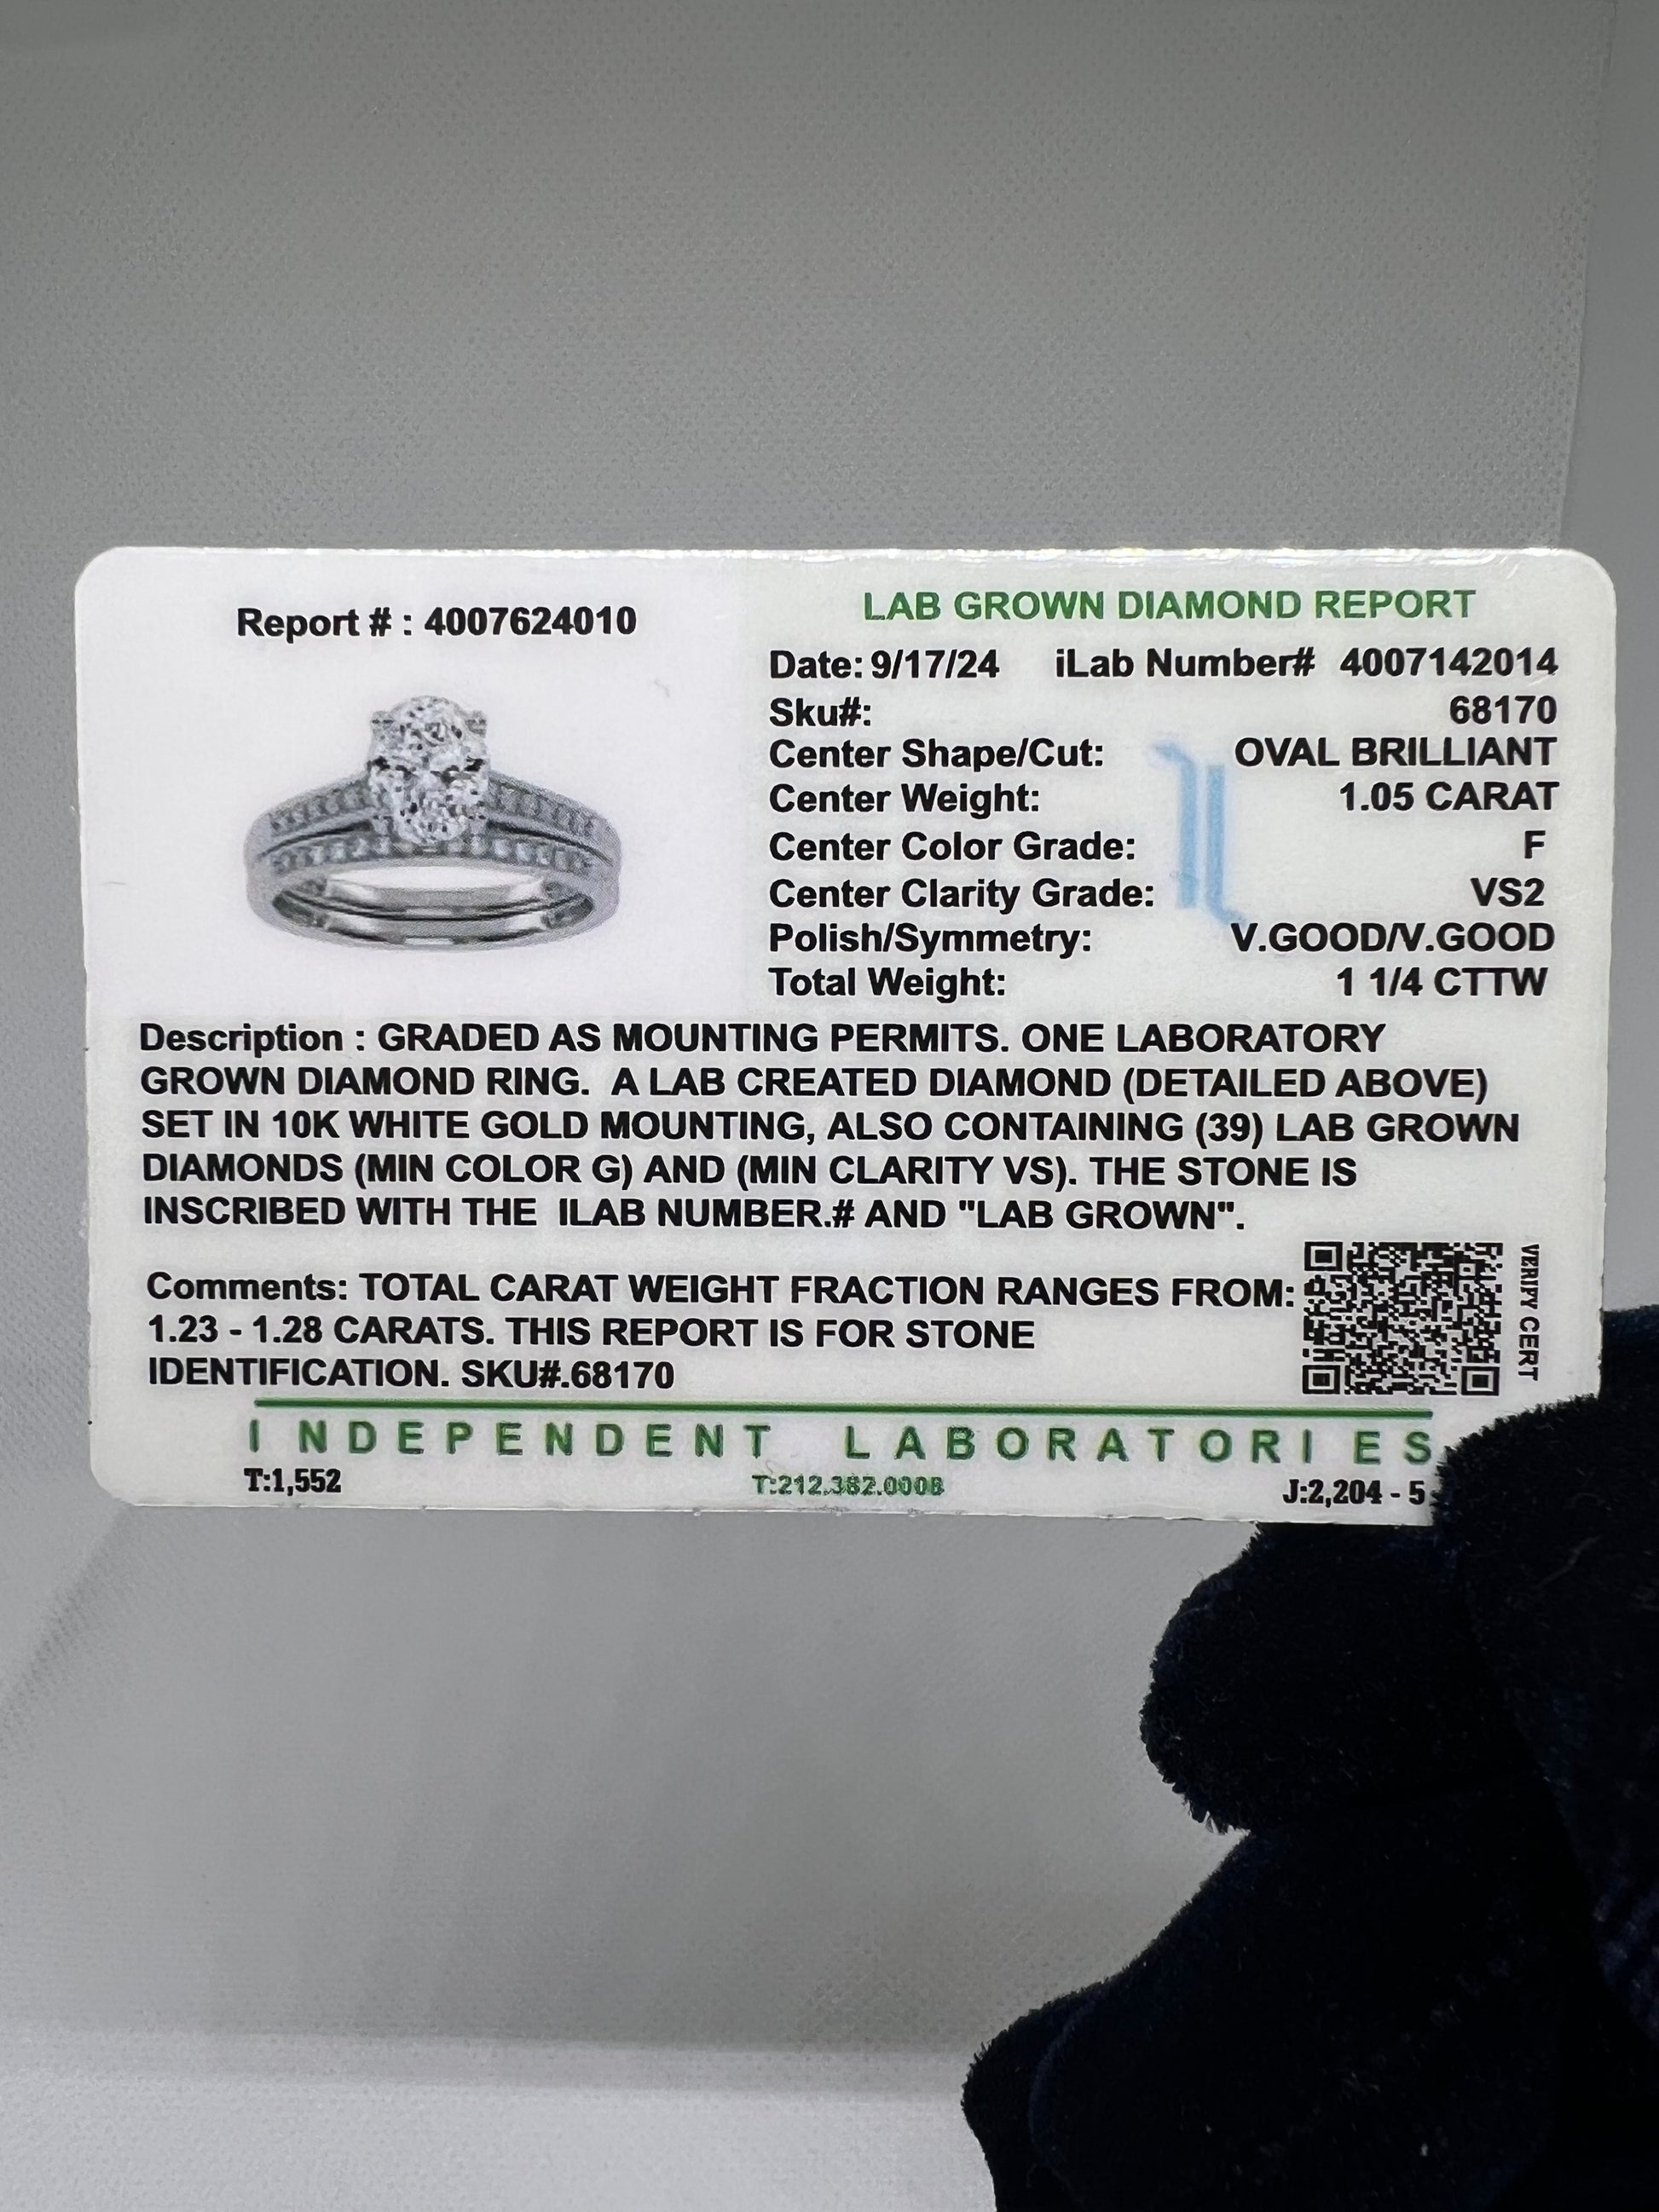 Report # : 4007624010
LAB GROWN DIAMOND REPORT
Date: 9/17/24 iLab Number# 4007142014
Sku#: 68170
Center Shape/Cut: OVAL BRILLIANT
Center Weight: 1.05 CARAT
Center Color Grade: F
Center Clarity Grade: VS2
Polish/Symmetry: V.GOOD/V.GOOD
Total Weight: 1 1/4 CTTW
Description : GRADED AS MOUNTING PERMITS. ONE LABORATORY
GROWN DIAMOND RING. A LAB CREATED DIAMOND (DETAILED ABOVE)
SET IN 10K WHITE GOLD MOUNTING, ALSO CONTAINING (39) LAB GROWN
DIAMONDS (MIN COLOR G) AND (MIN CLARITY VS). THE STONE IS
INSCRIBED WITH THE ILAB NUMBER.# AND "LAB GROWN".
Comments: TOTAL CARAT WEIGHT FRACTION RANGES FROM:
1.23 - 1.28 CARATS. THIS REPORT IS FOR STONE
IDENTIFICATION. SKU#.68170
VERIFY CERT
INDEPENDENT LABORATORIES
T:1,552 T:212.382.0008 J:2,204 - 5